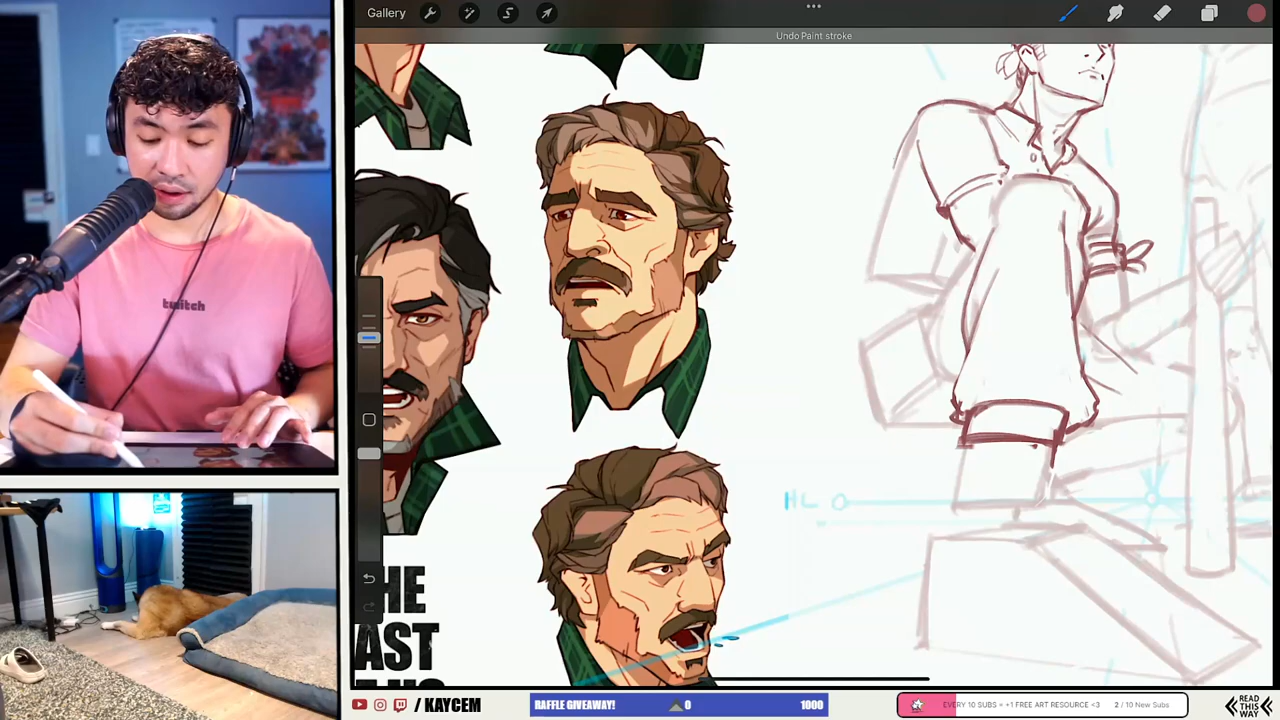 Gallery
Undo Paint stroke
twitch
HL
HE
AST
/ KAYCEM
RAFFLE GIVEAWAY!
0
1000
EVERY 10 SUBS = +1 FREE ART RESOURCE <3
2 / 10 New Subs
READ
THIS
WAY